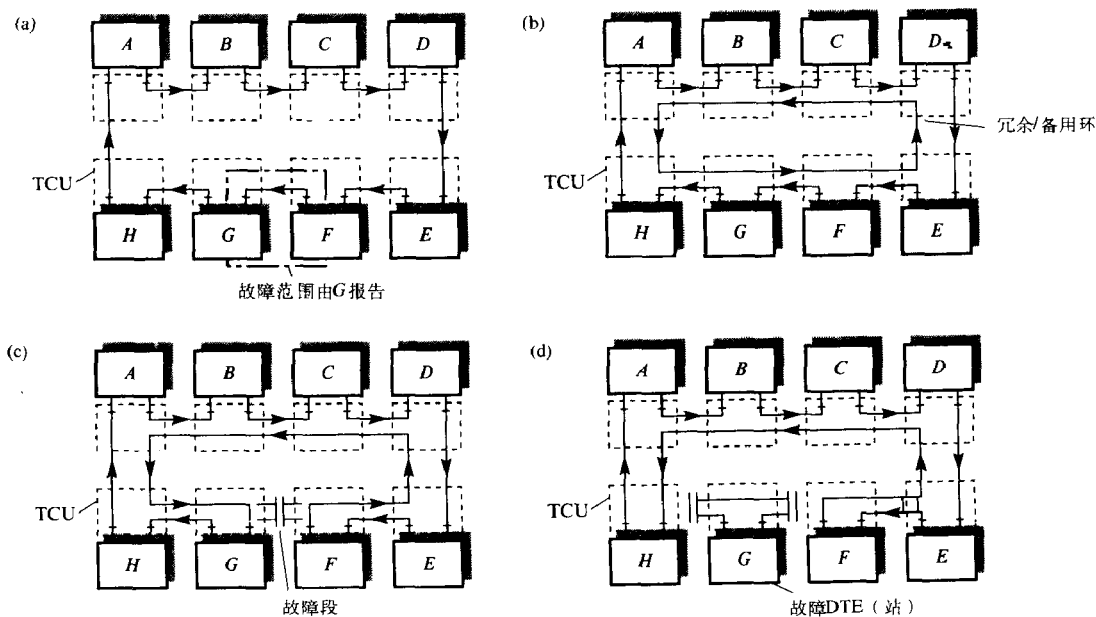 (a)
A B C D
TCU
H G F E
故障范围由G报告
(b)
A B C D
冗余/备用环
TCU
H G F E
(c)
A B C D
TCU
H G F E
故障段
(d)
A B C D
TCU
H G F E
故障DTE(站)